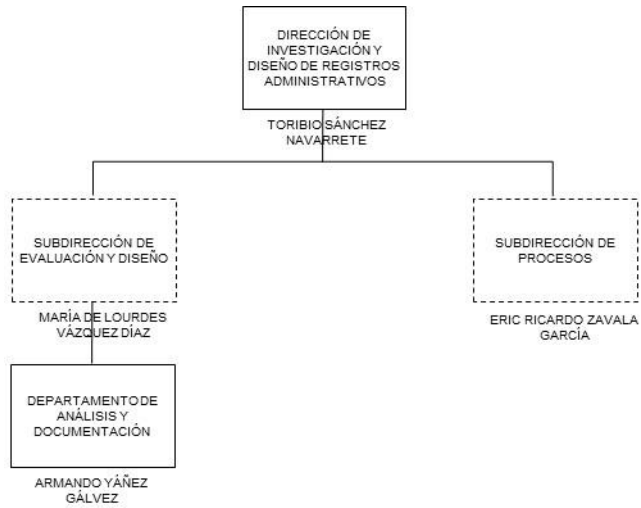 DIRECCIÓN DE
INVESTIGACIÓN Y
DISEÑO DE REGISTROS
ADMINISTRATIVOS
TORIBIO SÁNCHEZ
NAVARRETE
SUBDIRECCIÓN DE
EVALUACIÓN Y DISEÑO
MARÍA DE LOURDES
VÁZQUEZ DÍAZ
SUBDIRECCIÓN DE
PROCESOS
ERIC RICARDO ZAVALA
GARCÍA
DEPARTAMENTO DE
ANÁLISIS Y
DOCUMENTACIÓN
ARMANDO YÁÑEZ
GÁLVEZ